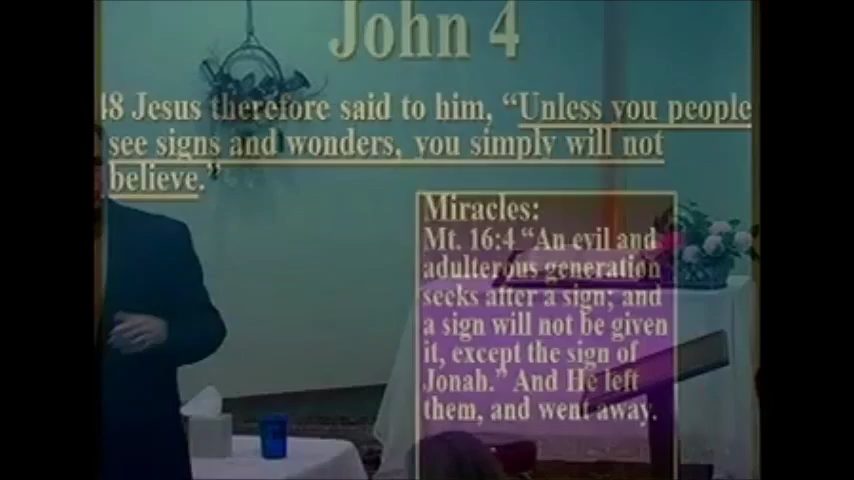 John 4
48 Jesus therefore said to him, “Unless you people
see signs and wonders, you simply will not
believe.”
Miracles:
Mt. 16:4 “An evil and
adulterous generation
seeks after a sign; and
a sign will not be given
it, except the sign of
Jonah.” And He left
them, and went away.